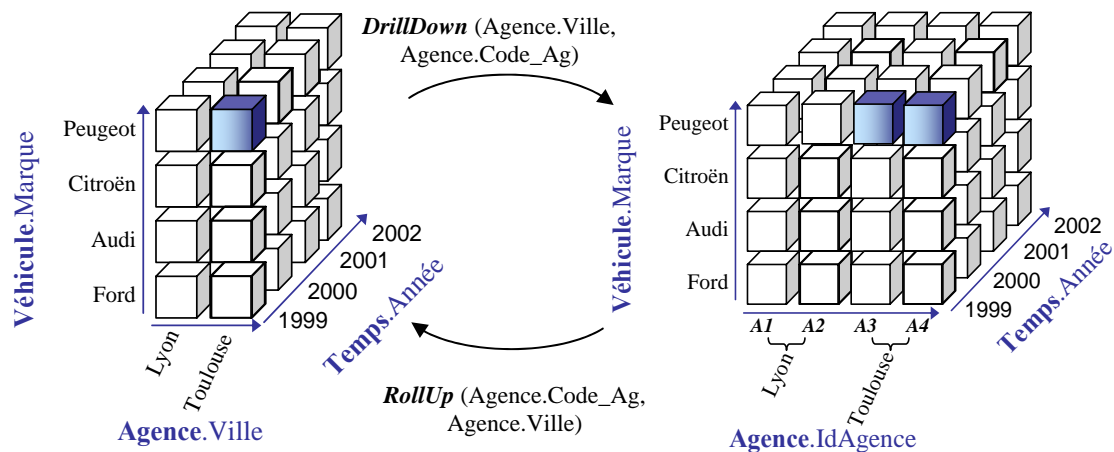 DrillDown (Agence.Ville,
Agence.Code_Ag)
Véhicule.Marque
Peugeot
Citroën
Audi
Ford
1999
2000
2001
2002
Temps.Année
Lyon
Toulouse
Agence.Ville
RollUp (Agence.Code_Ag,
Agence.Ville)
Véhicule.Marque
Peugeot
Citroën
Audi
Ford
1999
2000
2001
2002
Temps.Année
A1 A2 A3 A4
Lyon
Toulouse
Agence.IdAgence